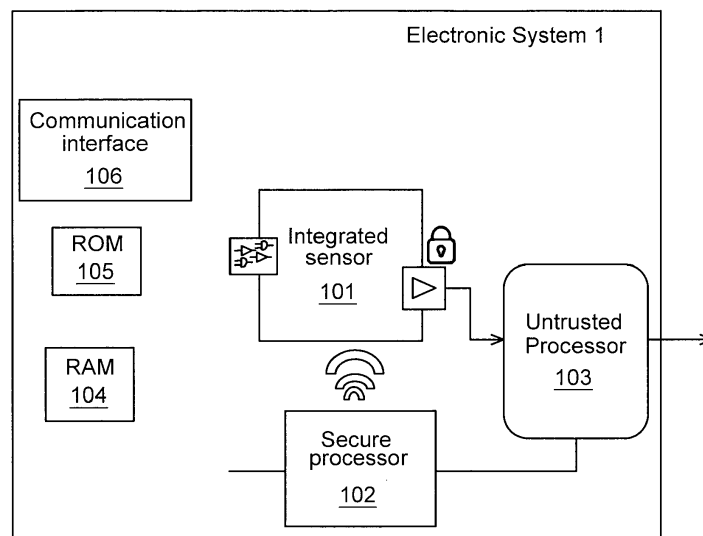 Electronic System 1
Communication
interface
106
ROM
105
RAM
104
Integrated
sensor
101
Untrusted
Processor
103
Secure
processor
102